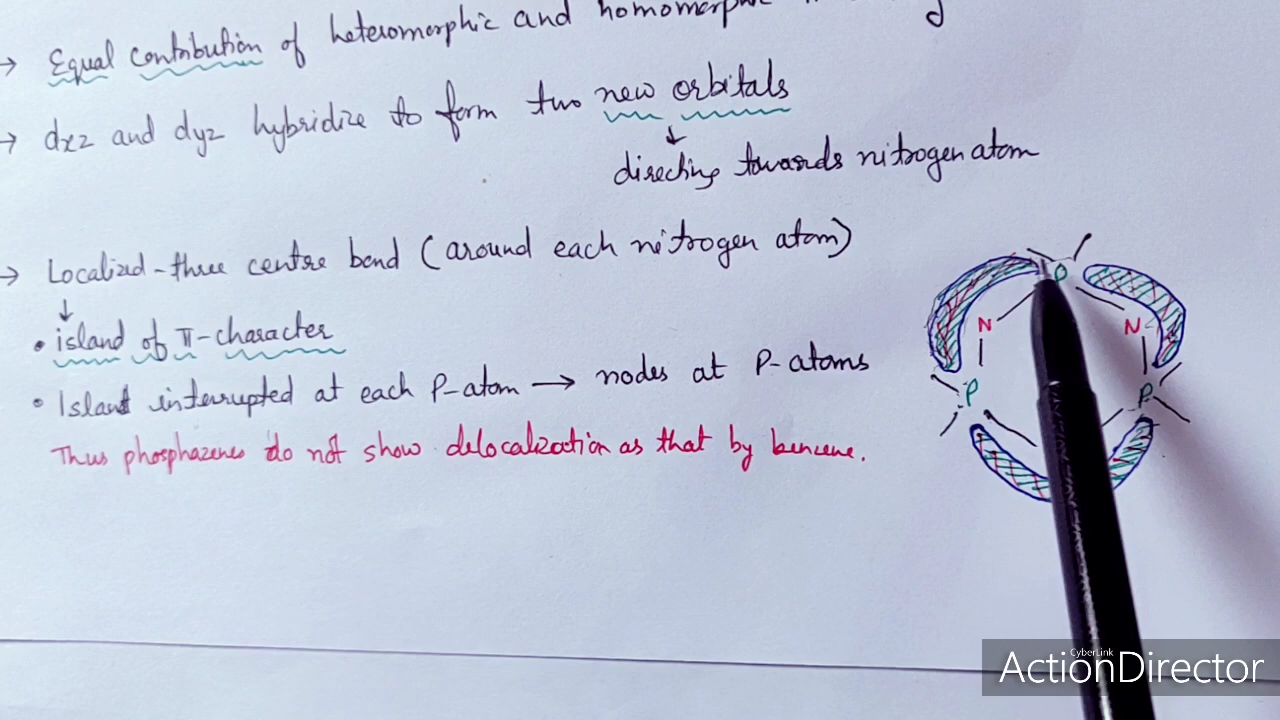 → Equal contribution of heteromorphic and homomorphic
→ dxz and dyz hybridize to form two new orbitals
↓
directing towards nitrogen atom
→ Localized-three centre bond (around each nitrogen atom)
↓
• island of π-character
• Island interrupted at each P-atom → nodes at P-atoms
Thus phosphazenes do not show delocalization as that by benzene.
P
N N
P P
CyberLink
ActionDirector